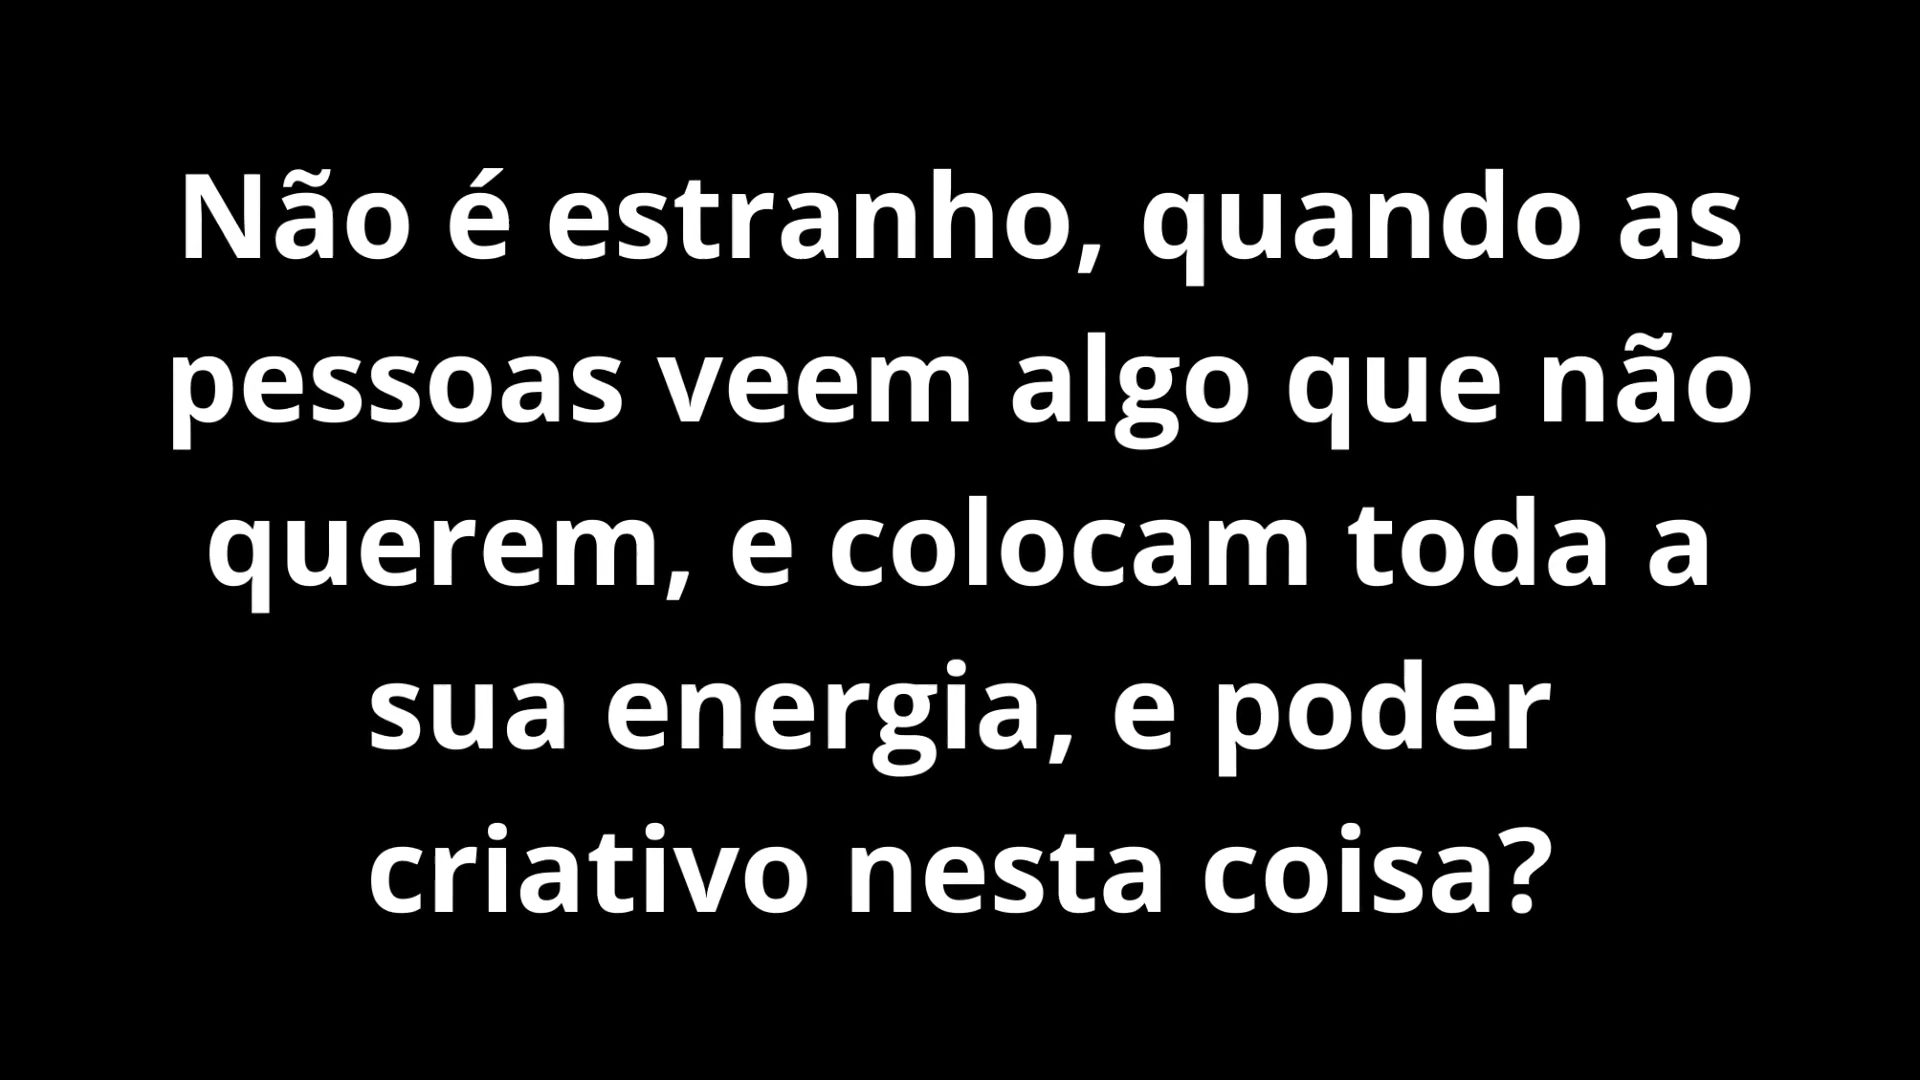 Não é estranho, quando as
pessoas veem algo que não
querem, e colocam toda a
sua energia, e poder
criativo nesta coisa?